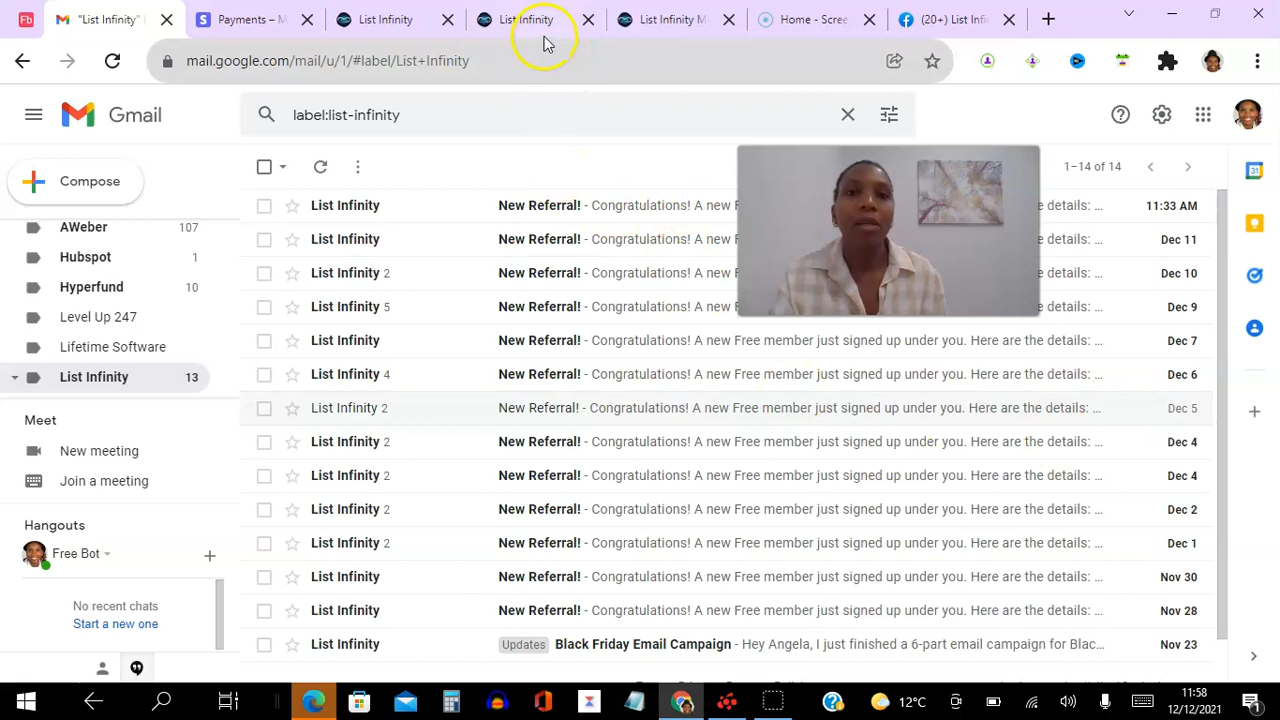 "List Infinity"
Payments – M
List Infinity
List Infinity
List Infinity M
Home - Scree
(20+) List Infi
mail.google.com/mail/u/1/#label/List+Infinity
Gmail
label:list-infinity
Compose
1–14 of 14
AWeber 107
Hubspot 1
Hyperfund 10
Level Up 247
Lifetime Software
List Infinity 13
Meet
New meeting
Join a meeting
Hangouts
Free Bot
No recent chats
Start a new one
List Infinity New Referral! - Congratulations! A new F he details: ... 11:33 AM
List Infinity New Referral! - Congratulations! A new F he details: ... Dec 11
List Infinity 2 New Referral! - Congratulations! A new F he details: ... Dec 10
List Infinity 5 New Referral! - Congratulations! A new F he details: ... Dec 9
List Infinity New Referral! - Congratulations! A new Free member just signed up under you. Here are the details: ... Dec 7
List Infinity 4 New Referral! - Congratulations! A new Free member just signed up under you. Here are the details: ... Dec 6
List Infinity 2 New Referral! - Congratulations! A new Free member just signed up under you. Here are the details: ... Dec 5
List Infinity 2 New Referral! - Congratulations! A new Free member just signed up under you. Here are the details: ... Dec 4
List Infinity 2 New Referral! - Congratulations! A new Free member just signed up under you. Here are the details: ... Dec 4
List Infinity 2 New Referral! - Congratulations! A new Free member just signed up under you. Here are the details: ... Dec 2
List Infinity 2 New Referral! - Congratulations! A new Free member just signed up under you. Here are the details: ... Dec 1
List Infinity New Referral! - Congratulations! A new Free member just signed up under you. Here are the details: ... Nov 30
List Infinity New Referral! - Congratulations! A new Free member just signed up under you. Here are the details: ... Nov 28
List Infinity Updates Black Friday Email Campaign - Hey Angela, I just finished a 6-part email campaign for Blac... Nov 23
12°C
11:58
12/12/2021